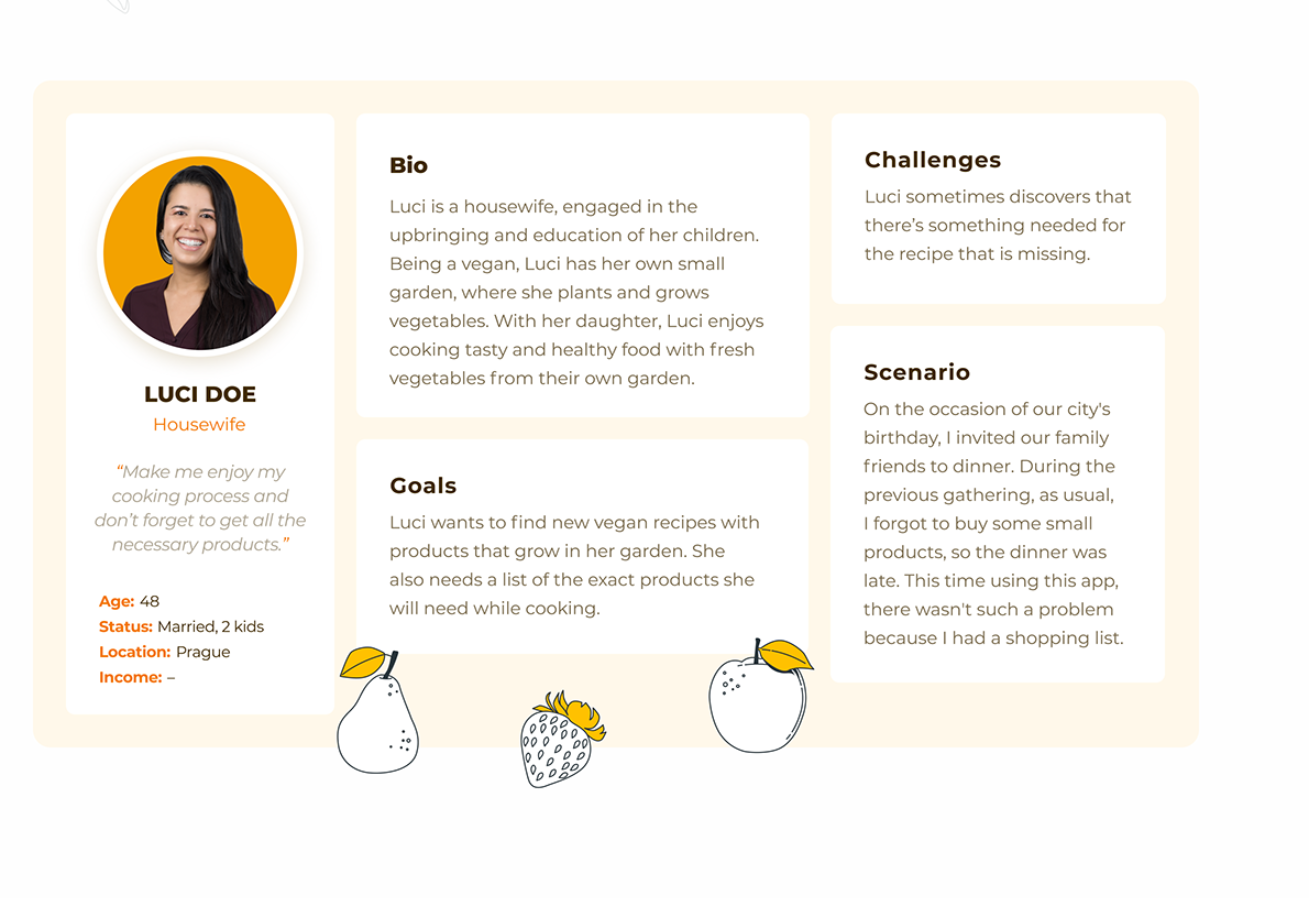 LUCI DOE
Housewife
“Make me enjoy my
cooking process and
don’t forget to get all the
necessary products.”
Age: 48
Status: Married, 2 kids
Location: Prague
Income: –
Bio
Luci is a housewife, engaged in the
upbringing and education of her children.
Being a vegan, Luci has her own small
garden, where she plants and grows
vegetables. With her daughter, Luci enjoys
cooking tasty and healthy food with fresh
vegetables from their own garden.
Goals
Luci wants to find new vegan recipes with
products that grow in her garden. She
also needs a list of the exact products she
will need while cooking.
Challenges
Luci sometimes discovers that
there’s something needed for
the recipe that is missing.
Scenario
On the occasion of our city's
birthday, I invited our family
friends to dinner. During the
previous gathering, as usual,
I forgot to buy some small
products, so the dinner was
late. This time using this app,
there wasn't such a problem
because I had a shopping list.